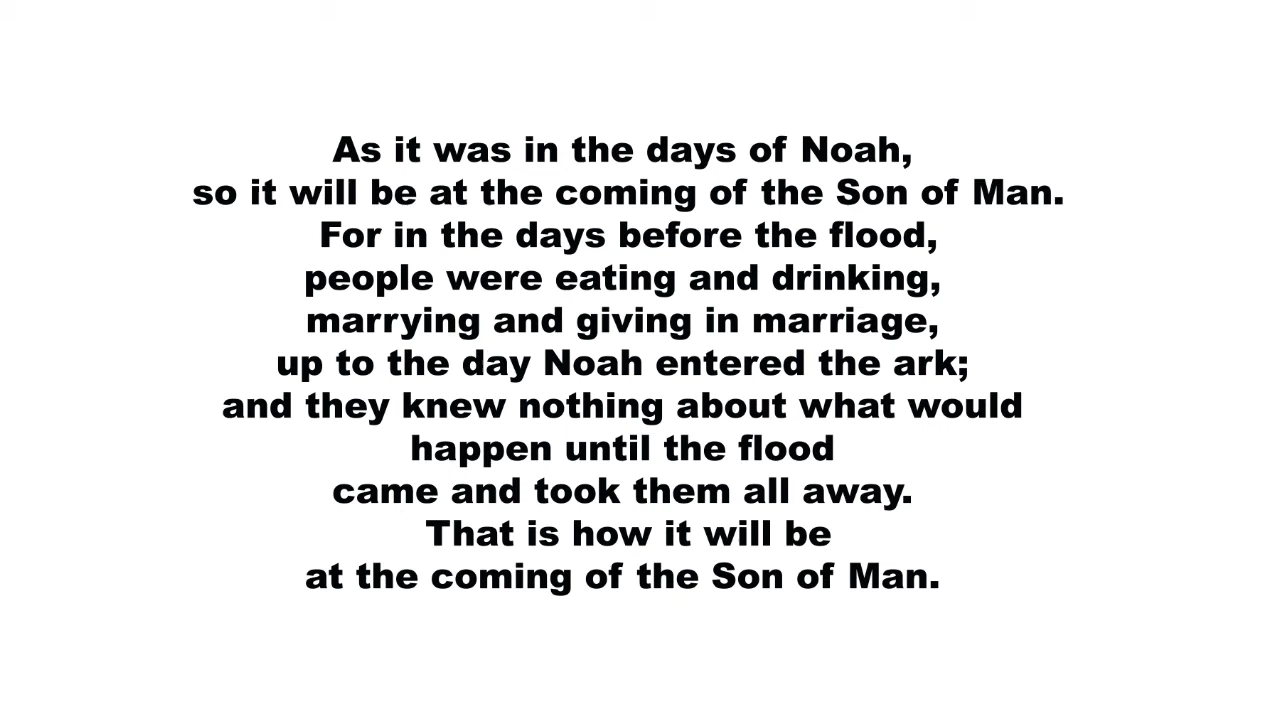 As it was in the days of Noah,
so it will be at the coming of the Son of Man.
For in the days before the flood,
people were eating and drinking,
marrying and giving in marriage,
up to the day Noah entered the ark;
and they knew nothing about what would
happen until the flood
came and took them all away.
That is how it will be
at the coming of the Son of Man.